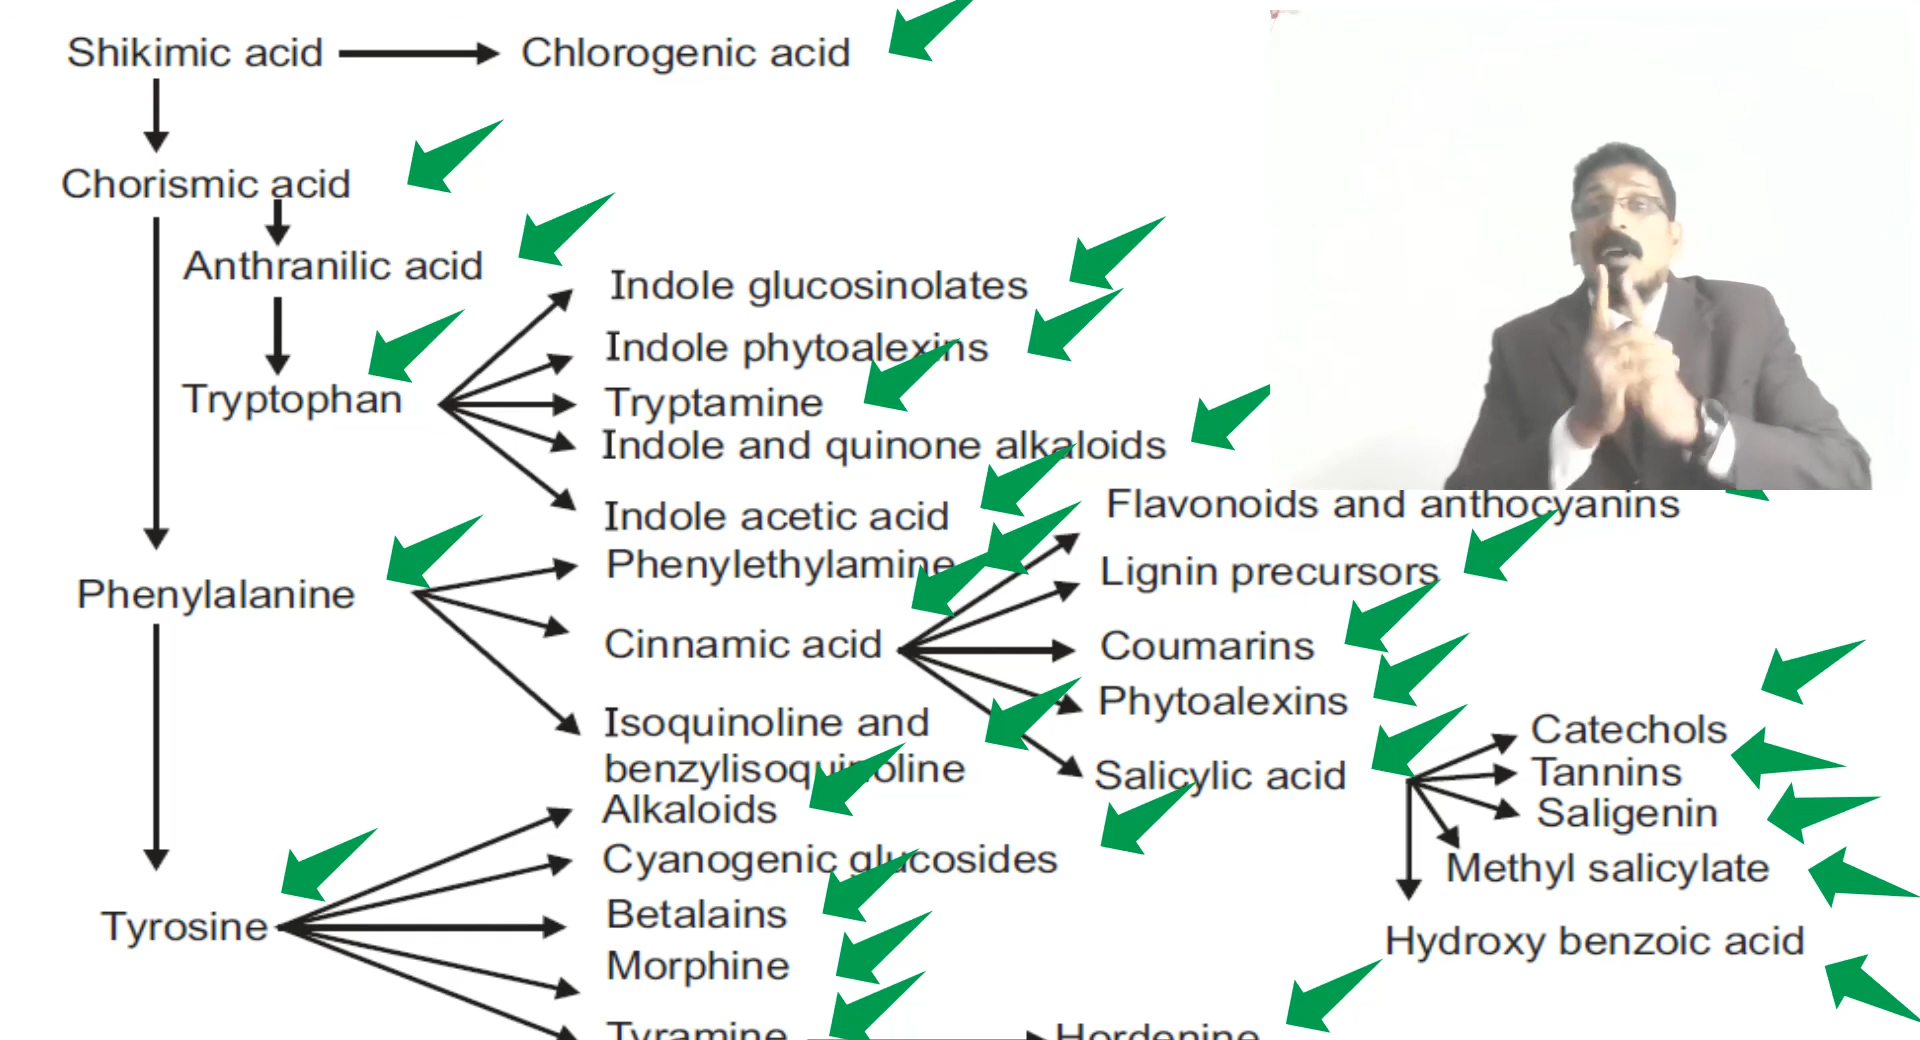 Shikimic acid
Chlorogenic acid
Chorismic acid
Anthranilic acid
Indole glucosinolates
Indole phytoalexins
Tryptophan
Tryptamine
Indole and quinone alkaloids
Indole acetic acid
Flavonoids and anthocyanins
Phenylalanine
Phenylethylamine
Lignin precursors
Cinnamic acid
Coumarins
Phytoalexins
Isoquinoline and
benzylisoquinoline
Salicylic acid
Catechols
Tannins
Saligenin
Alkaloids
Cyanogenic glucosides
Methyl salicylate
Tyrosine
Betalains
Hydroxy benzoic acid
Morphine
Tyramine
Hordenine